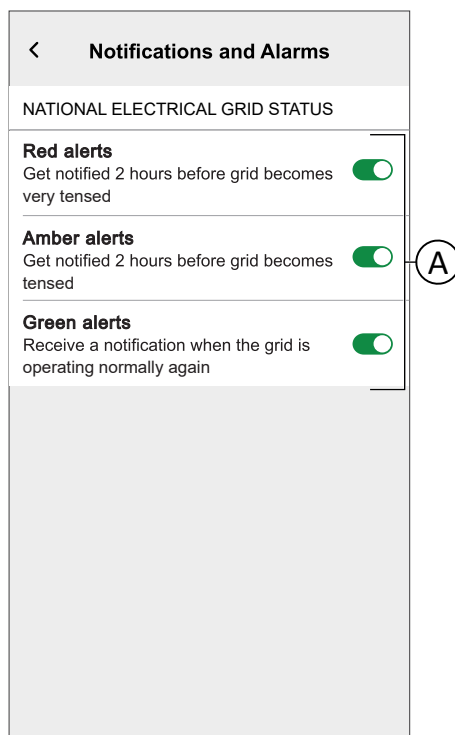 Notifications and Alarms
NATIONAL ELECTRICAL GRID STATUS
Red alerts
Get notified 2 hours before grid becomes
very tensed
Amber alerts
Get notified 2 hours before grid becomes
tensed
Green alerts
Receive a notification when the grid is
operating normally again
A